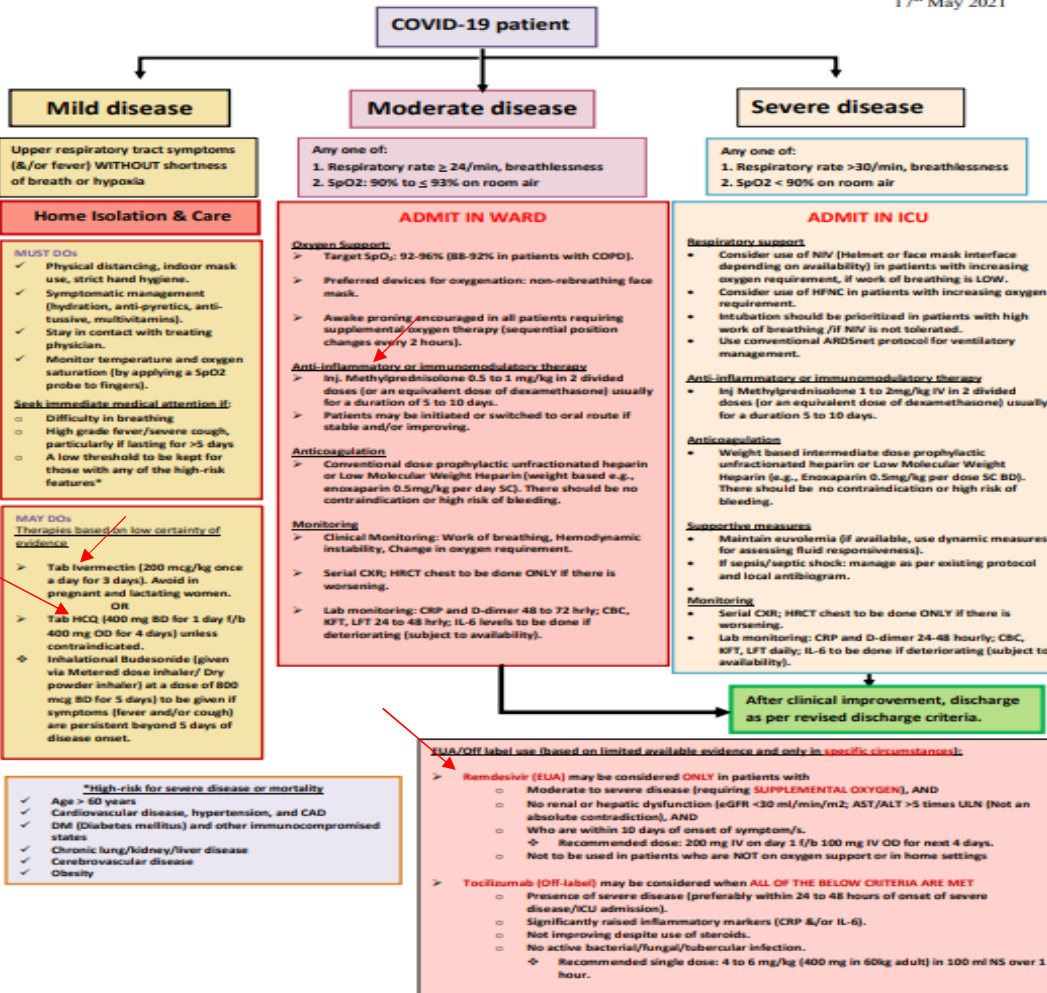 17th May 2021
COVID-19 patient
Mild disease
Upper respiratory tract symptoms
(&/or fever) WITHOUT shortness
of breath or hypoxia
Home Isolation & Care
MUST DOs
✓ Physical distancing, indoor mask
use, strict hand hygiene.
✓ Symptomatic management
(hydration, anti-pyretics, anti-
tussive, multivitamins).
✓ Stay in contact with treating
physician.
✓ Monitor temperature and oxygen
saturation (by applying a SpO2
probe to fingers).
Seek immediate medical attention if:
o Difficulty in breathing
o High grade fever/severe cough,
particularly if lasting for >5 days
o A low threshold to be kept for
those with any of the high-risk
features*
MAY DOs
Therapies based on low certainty of
evidence
➢ Tab Ivermectin (200 mcg/kg once
a day for 3 days). Avoid in
pregnant and lactating women.
OR
➢ Tab HCQ (400 mg BD for 1 day f/b
400 mg OD for 4 days) unless
contraindicated.
❖ Inhalational Budesonide (given
via Metered dose inhaler/ Dry
powder inhaler) at a dose of 800
mcg BD for 5 days) to be given if
symptoms (fever and/or cough)
are persistent beyond 5 days of
disease onset.
*High-risk for severe disease or mortality
✓ Age > 60 years
✓ Cardiovascular disease, hypertension, and CAD
✓ DM (Diabetes mellitus) and other immunocompromised
states
✓ Chronic lung/kidney/liver disease
✓ Cerebrovascular disease
✓ Obesity
Moderate disease
Any one of:
1. Respiratory rate ≥ 24/min, breathlessness
2. SpO2: 90% to ≤ 93% on room air
ADMIT IN WARD
Oxygen Support:
➢ Target SpO2: 92-96% (88-92% in patients with COPD).
➢ Preferred devices for oxygenation: non-rebreathing face
mask.
➢ Awake proning encouraged in all patients requiring
supplemental oxygen therapy (sequential position
changes every 2 hours).
Anti-inflammatory or immunomodulatory therapy
➢ Inj. Methylprednisolone 0.5 to 1 mg/kg in 2 divided
doses (or an equivalent dose of dexamethasone) usually
for a duration of 5 to 10 days.
➢ Patients may be initiated or switched to oral route if
stable and/or improving.
Anticoagulation
➢ Conventional dose prophylactic unfractionated heparin
or Low Molecular Weight Heparin (weight based e.g.,
enoxaparin 0.5mg/kg per day SC). There should be no
contraindication or high risk of bleeding.
Monitoring
➢ Clinical Monitoring: Work of breathing, Hemodynamic
instability, Change in oxygen requirement.
➢ Serial CXR; HRCT chest to be done ONLY If there is
worsening.
➢ Lab monitoring: CRP and D-dimer 48 to 72 hrly; CBC,
KFT, LFT 24 to 48 hrly; IL-6 levels to be done if
deteriorating (subject to availability).
Severe disease
Any one of:
1. Respiratory rate >30/min, breathlessness
2. SpO2 < 90% on room air
ADMIT IN ICU
Respiratory support
• Consider use of NIV (Helmet or face mask interface
depending on availability) in patients with increasing
oxygen requirement, if work of breathing is LOW.
• Consider use of HFNC in patients with increasing oxygen
requirement.
• Intubation should be prioritized in patients with high
work of breathing /if NIV is not tolerated.
• Use conventional ARDSnet protocol for ventilatory
management.
Anti-inflammatory or immunomodulatory therapy
• Inj Methylprednisolone 1 to 2mg/kg IV in 2 divided
doses (or an equivalent dose of dexamethasone) usually
for a duration 5 to 10 days.
Anticoagulation
• Weight based intermediate dose prophylactic
unfractionated heparin or Low Molecular Weight
Heparin (e.g., Enoxaparin 0.5mg/kg per dose SC BD).
There should be no contraindication or high risk of
bleeding.
Supportive measures
• Maintain euvolemia (if available, use dynamic measures
for assessing fluid responsiveness).
• If sepsis/septic shock: manage as per existing protocol
and local antibiogram.
•
Monitoring
• Serial CXR; HRCT chest to be done ONLY if there is
worsening.
• Lab monitoring: CRP and D-dimer 24-48 hourly; CBC,
KFT, LFT daily; IL-6 to be done if deteriorating (subject to
availability).
After clinical improvement, discharge
as per revised discharge criteria.
EUA/Off label use (based on limited available evidence and only in specific circumstances):
➢ Remdesivir (EUA) may be considered ONLY in patients with
o Moderate to severe disease (requiring SUPPLEMENTAL OXYGEN), AND
o No renal or hepatic dysfunction (eGFR <30 ml/min/m2; AST/ALT >5 times ULN (Not an
absolute contradiction), AND
o Who are within 10 days of onset of symptom/s.
❖ Recommended dose: 200 mg IV on day 1 f/b 100 mg IV OD for next 4 days.
o Not to be used in patients who are NOT on oxygen support or in home settings
➢ Tocilizumab (Off-label) may be considered when ALL OF THE BELOW CRITERIA ARE MET
o Presence of severe disease (preferably within 24 to 48 hours of onset of severe
disease/ICU admission).
o Significantly raised inflammatory markers (CRP &/or IL-6).
o Not improving despite use of steroids.
o No active bacterial/fungal/tubercular infection.
❖ Recommended single dose: 4 to 6 mg/kg (400 mg in 60kg adult) in 100 ml NS over 1
hour.